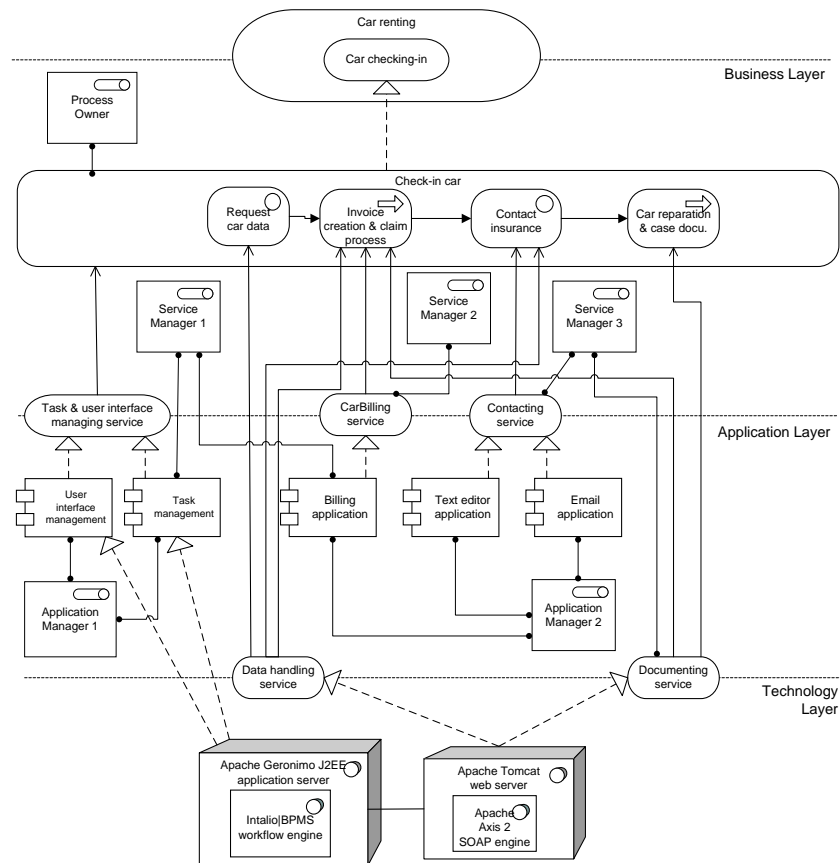 Car renting
Car checking-in
Business Layer
Process
Owner
Check-in car
Request
car data
Invoice
creation & claim
process
Contact
insurance
Car reparation
& case docu.
Service
Manager 1
Service
Manager 2
Service
Manager 3
Task & user interface
managing service
CarBilling
service
Contacting
service
Application Layer
User
interface
management
Task
management
Billing
application
Text editor
application
Email
application
Application
Manager 1
Application
Manager 2
Data handling
service
Documenting
service
Technology
Layer
Apache Geronimo J2EE
application server
Intalio|BPMS
workflow engine
Apache Tomcat
web server
Apache
Axis 2
SOAP engine